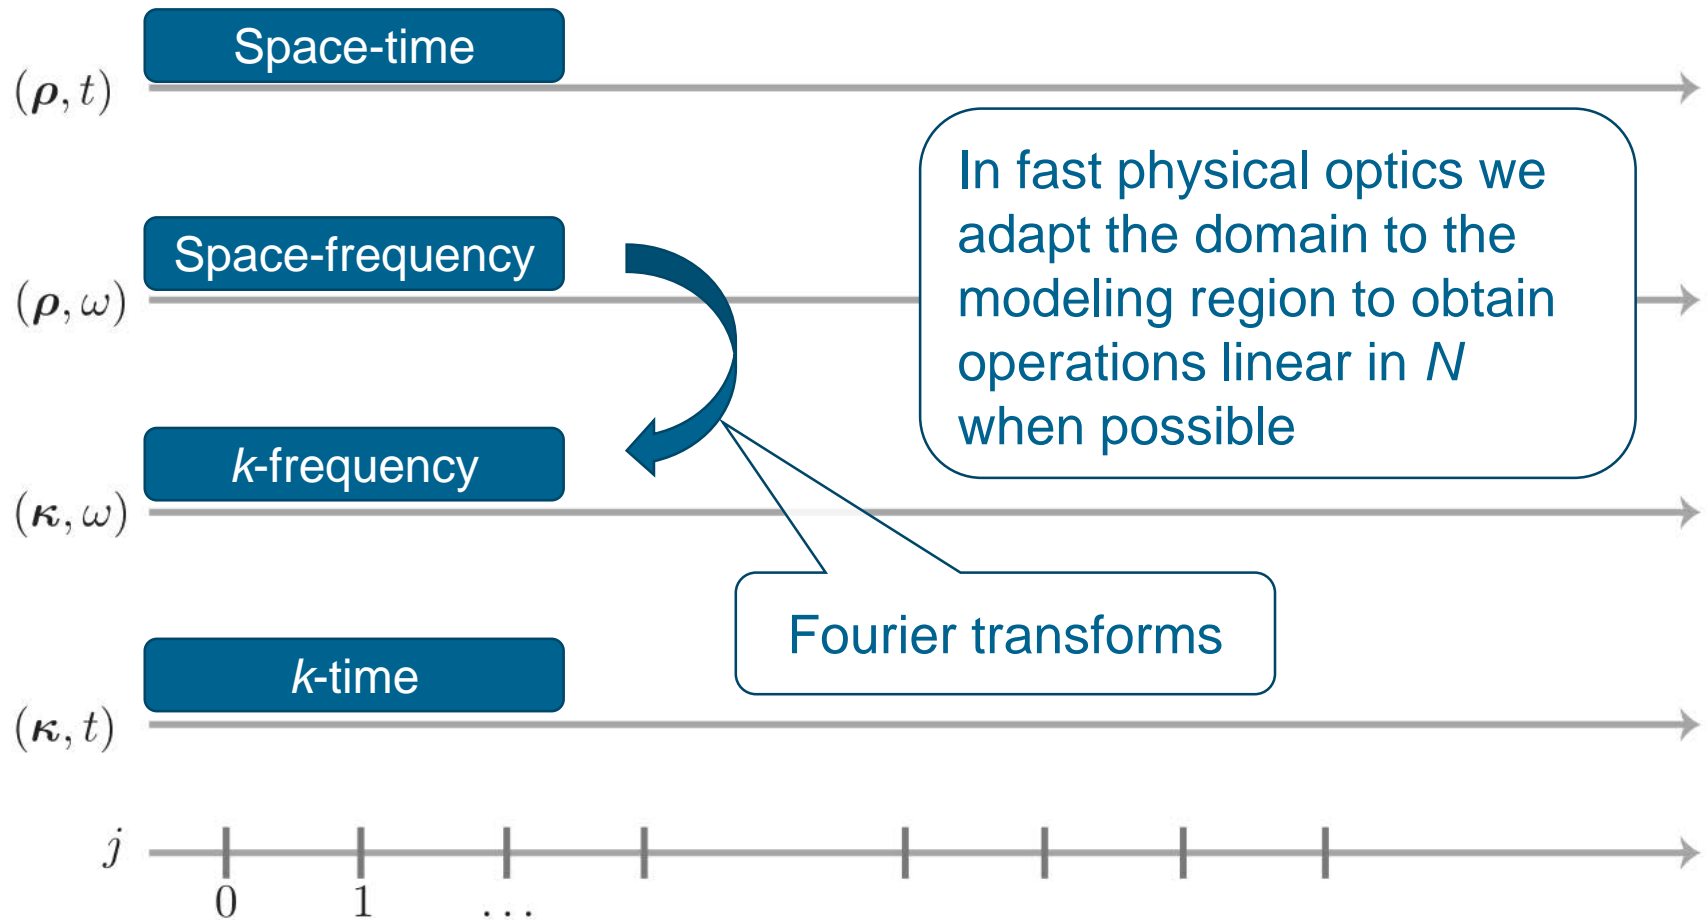 Space-time
(ρ, t)
In fast physical optics we
adapt the domain to the
modeling region to obtain
operations linear in N
when possible
Space-frequency
(ρ, ω)
k-frequency
(κ, ω)
Fourier transforms
k-time
(κ, t)
j
0 1 ...